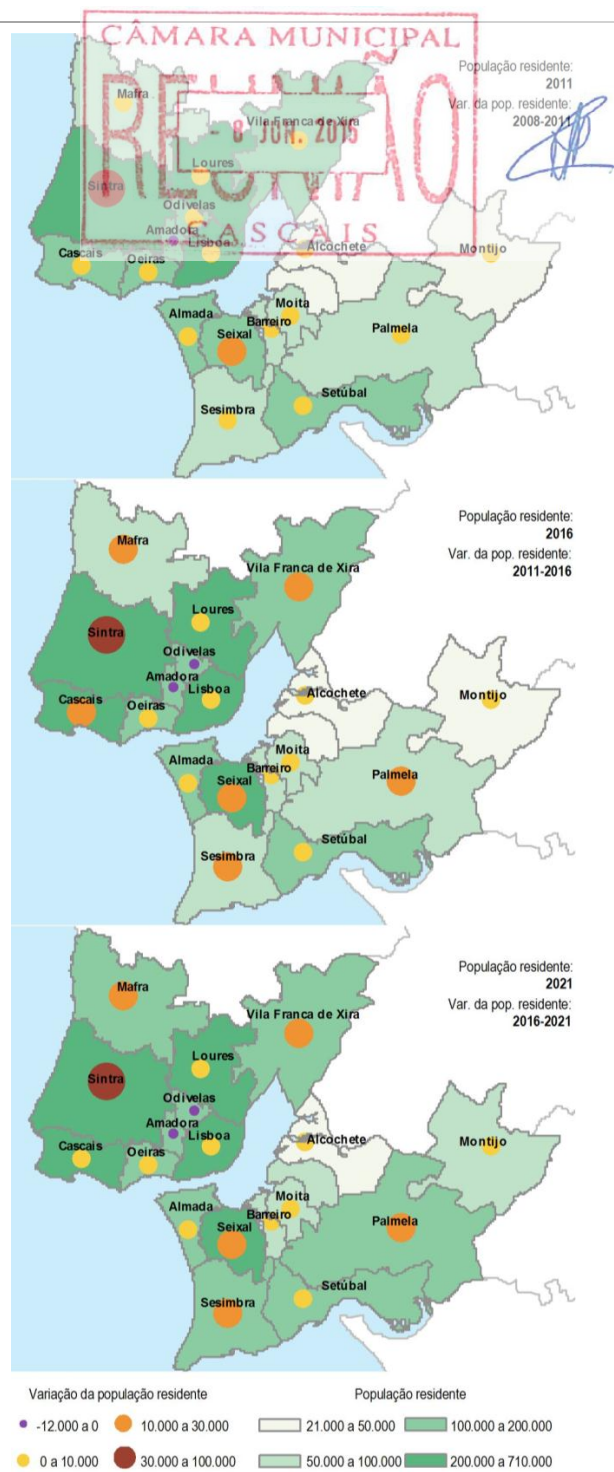 CÂMARA MUNICIPAL
REUNIÃO
- 8 JUN. 2015
CASCAIS
População residente:
2011
Var. da pop. residente:
2008-2011
Mafra
Vila Franca de Xira
Loures
Sintra
Odivelas
Amadora
Lisboa
Cascais
Oeiras
Alcochete
Montijo
Almada
Moita
Barreiro
Seixal
Palmela
Setúbal
Sesimbra
População residente:
2016
Var. da pop. residente:
2011-2016
Mafra
Vila Franca de Xira
Loures
Sintra
Odivelas
Amadora
Lisboa
Cascais
Oeiras
Alcochete
Montijo
Almada
Moita
Barreiro
Seixal
Palmela
Setúbal
Sesimbra
População residente:
2021
Var. da pop. residente:
2016-2021
Mafra
Vila Franca de Xira
Loures
Sintra
Odivelas
Amadora
Lisboa
Cascais
Oeiras
Alcochete
Montijo
Almada
Moita
Barreiro
Seixal
Palmela
Setúbal
Sesimbra
Variação da população residente
População residente
-12.000 a 0
10.000 a 30.000
21.000 a 50.000
100.000 a 200.000
0 a 10.000
30.000 a 100.000
50.000 a 100.000
200.000 a 710.000